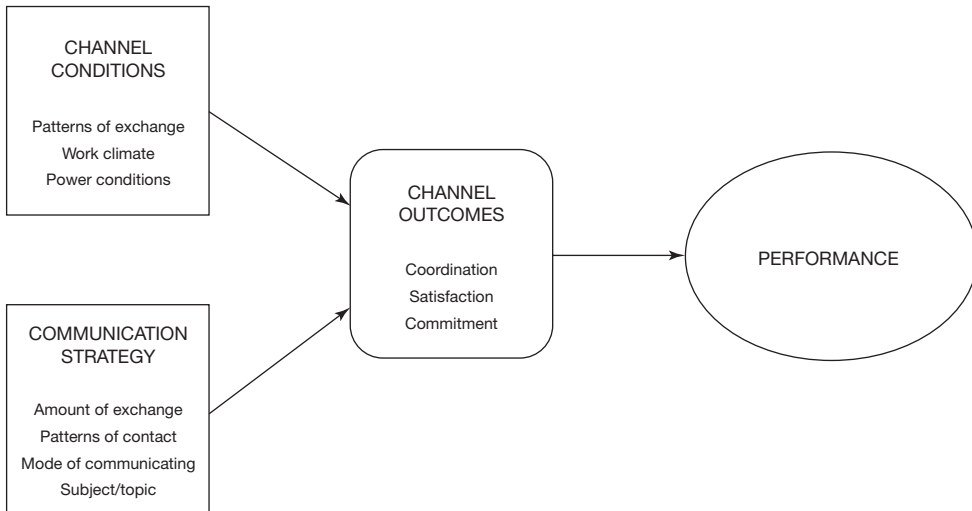 CHANNEL
CONDITIONS
Patterns of exchange
Work climate
Power conditions
COMMUNICATION
STRATEGY
Amount of exchange
Patterns of contact
Mode of communicating
Subject/topic
CHANNEL
OUTCOMES
Coordination
Satisfaction
Commitment
PERFORMANCE